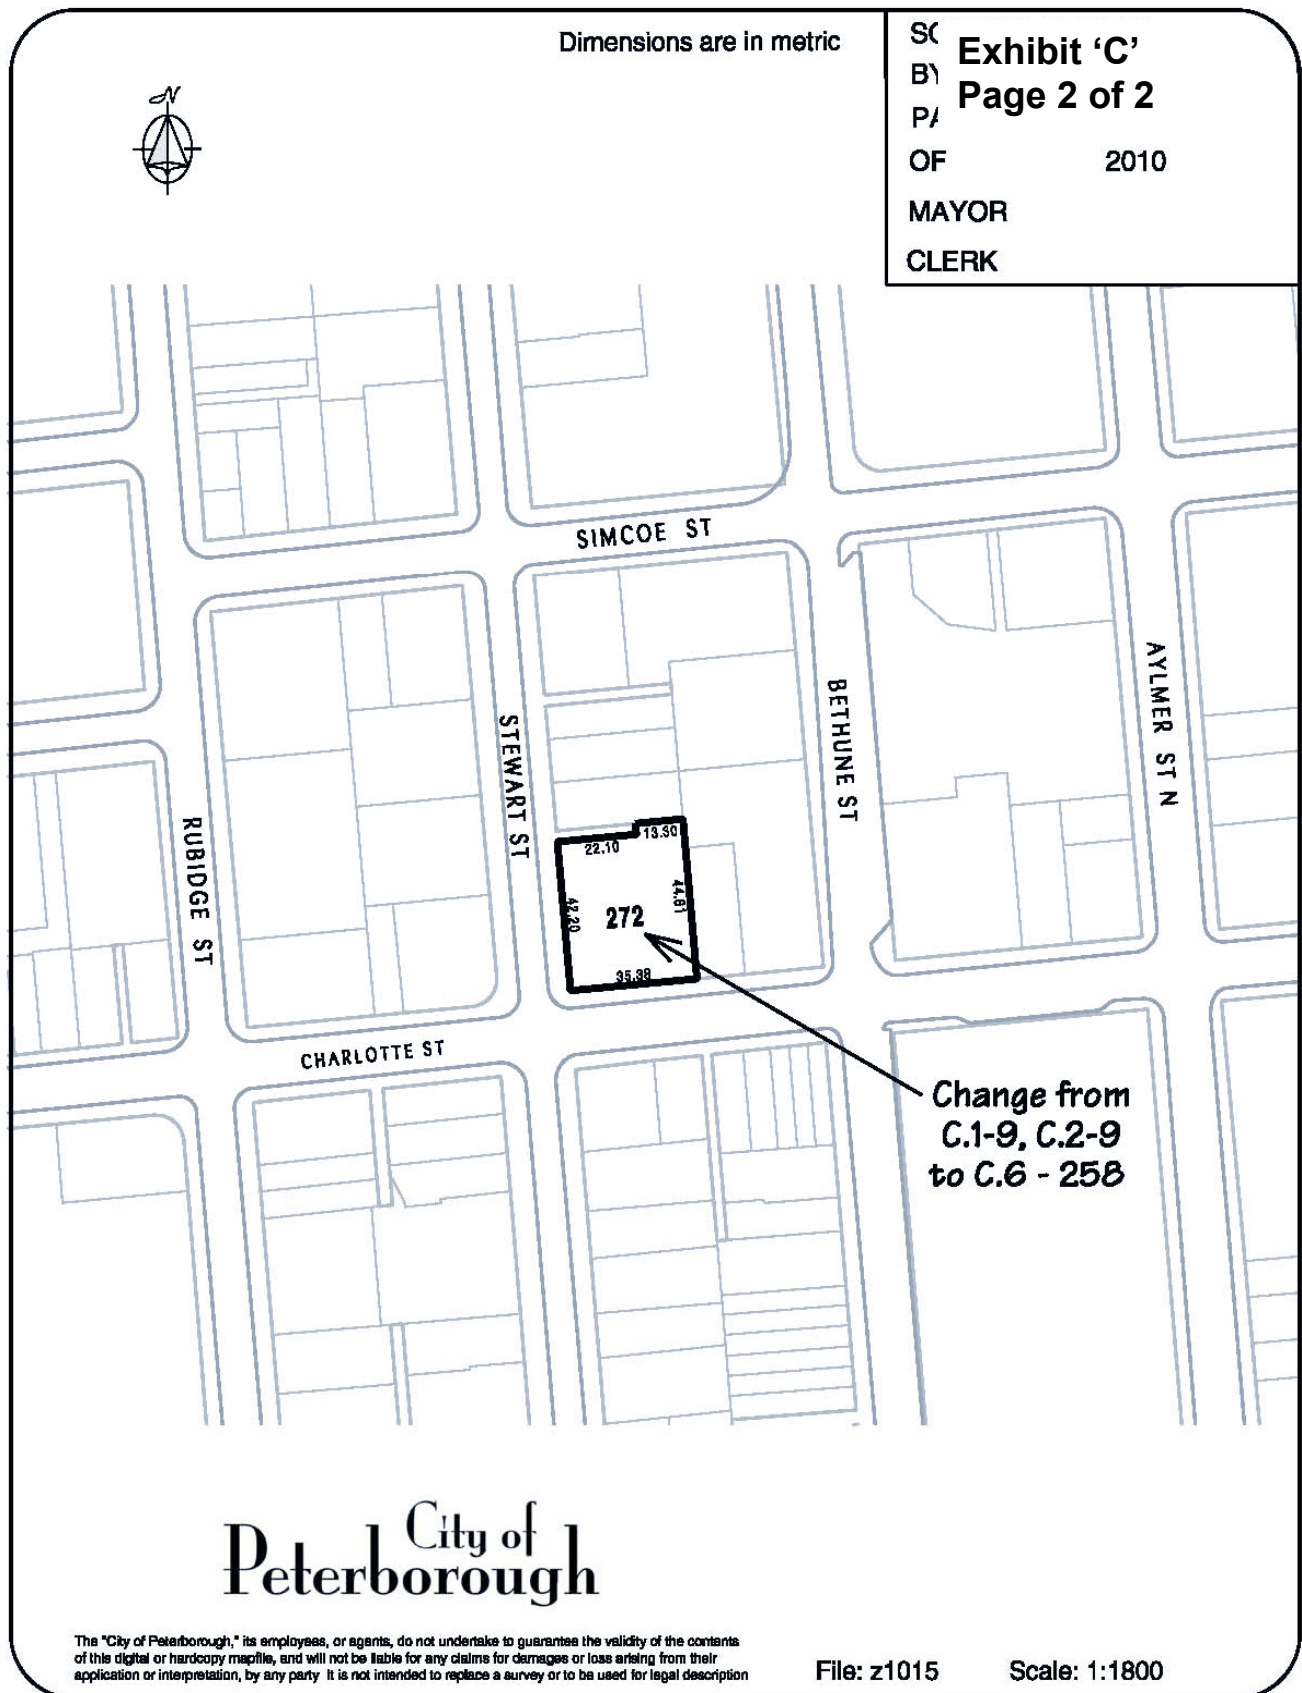 Dimensions are in metric
Exhibit ‘C’
Page 2 of 2
OF 2010
MAYOR
CLERK
N
SIMCOE ST
STEWART ST
BETHUNE ST
AYLMER ST N
RUBIDGE ST
CHARLOTTE ST
22.10
13.30
42.20
44.81
272
35.38
Change from
C.1-9, C.2-9
to C.6 - 258
City of
Peterborough
The "City of Peterborough," its employees, or agents, do not undertake to guarantee the validity of the contents
of this digital or hardcopy mapfile, and will not be liable for any claims for damages or loss arising from their
application or interpretation, by any party It is not intended to replace a survey or to be used for legal description
File: z1015
Scale: 1:1800